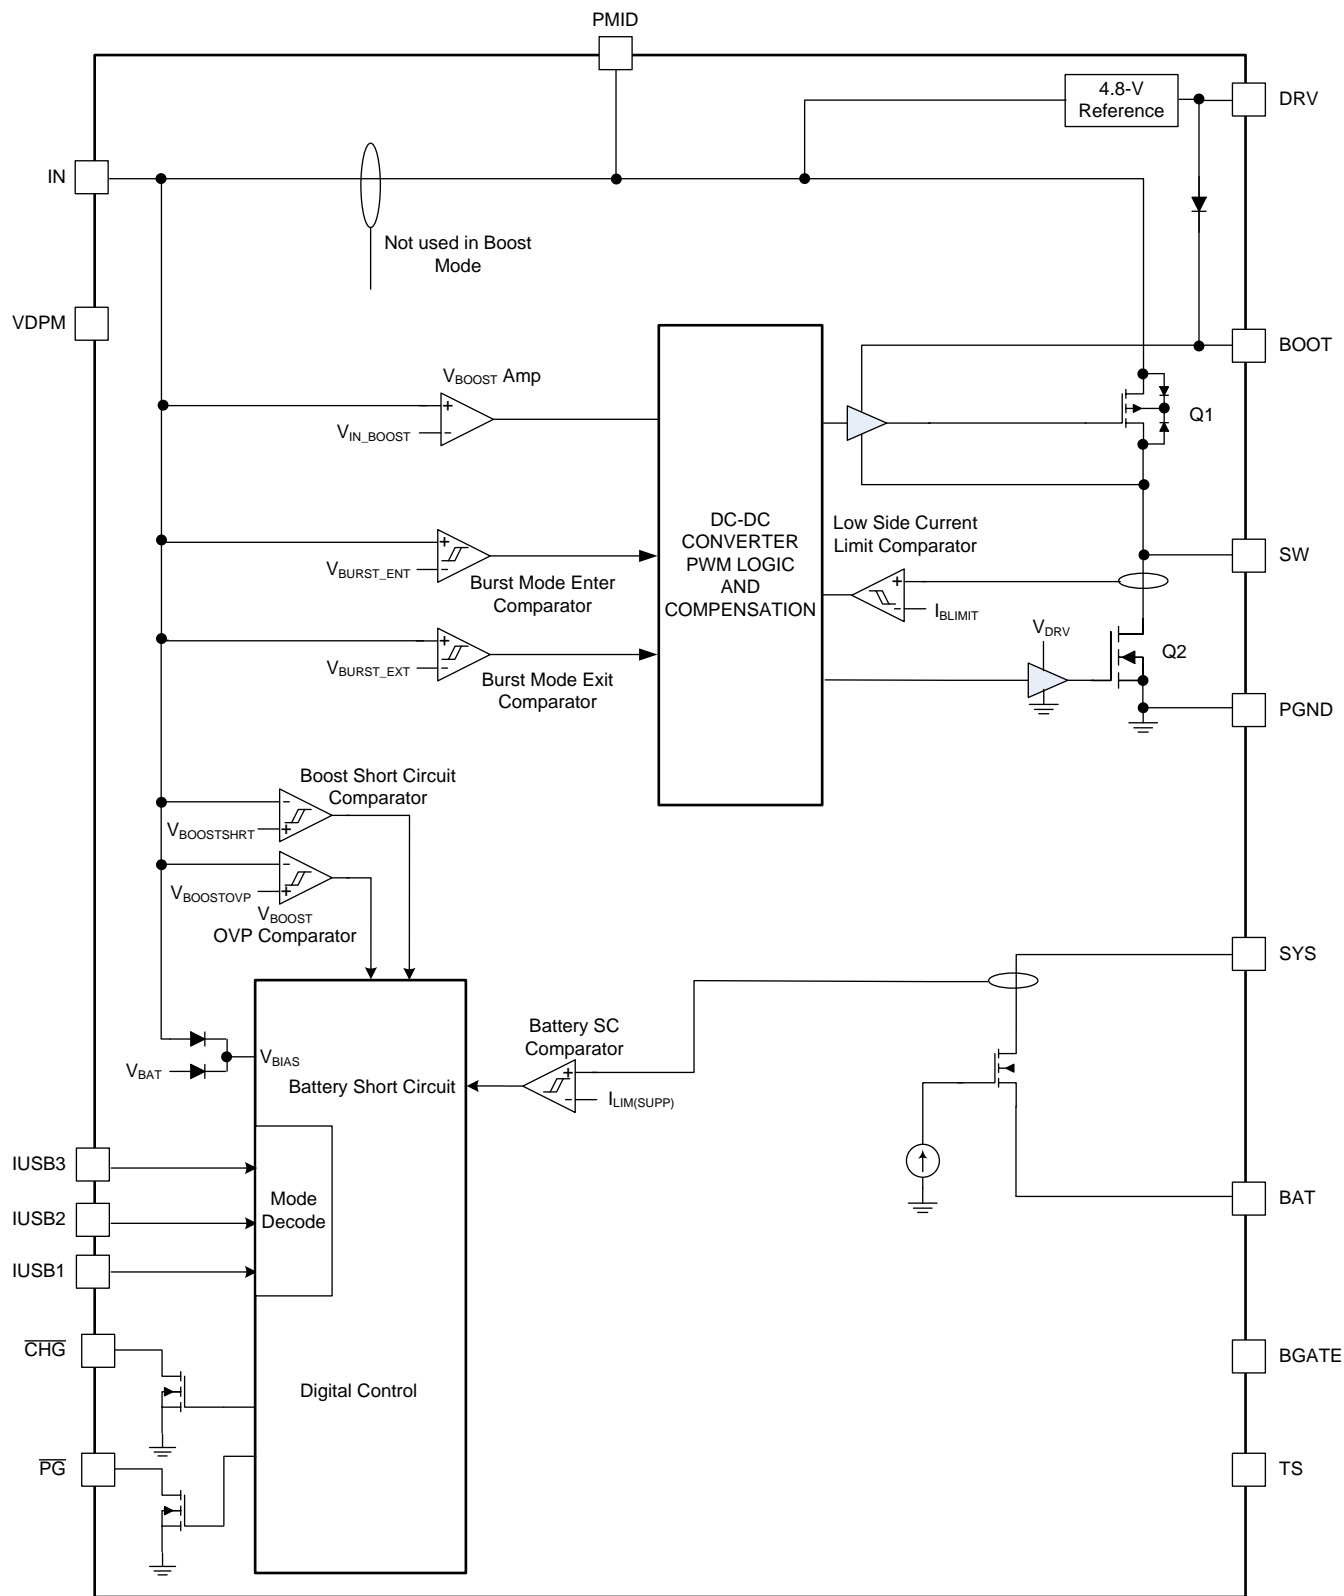 PMID
4.8-V
Reference
DRV
IN
Not used in Boost
Mode
VDPM
BOOT
VBOOST Amp
+
-
VIN_BOOST
Q1
DC-DC
CONVERTER
PWM LOGIC
AND
COMPENSATION
Low Side Current
Limit Comparator
SW
+
-
VBURST_ENT
Burst Mode Enter
Comparator
+
-
IBLIMIT
VDRV
Q2
+
-
VBURST_EXT
Burst Mode Exit
Comparator
PGND
Boost Short Circuit
Comparator
-
+
VBOOSTSHRT
-
+
VBOOSTOVP
VBOOST
OVP Comparator
SYS
Battery SC
Comparator
VBIAS
VBAT
Battery Short Circuit
+
-
ILIM(SUPP)
IUSB3
Mode
Decode
IUSB2
IUSB1
BAT
CHG
BGATE
Digital Control
PG
TS